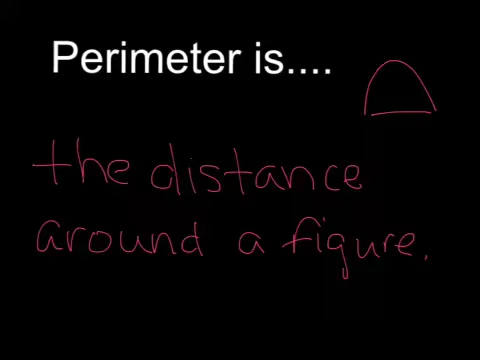 Perimeter is....
the distance
around a figure.